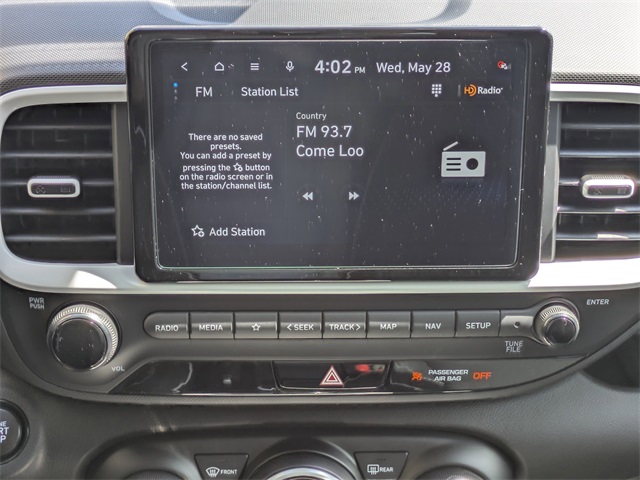 4:02 PM Wed, May 28
FM Station List HD Radio
Country
FM 93.7
Come Loo
There are no saved
presets.
You can add a preset by
pressing the button
on the radio screen or in
the station/channel list.
Add Station
PWR
PUSH
VOL
RADIO MEDIA < SEEK TRACK > MAP NAV SETUP
ENTER
TUNE
FILE
PASSENGER
AIR BAG OFF
FRONT REAR